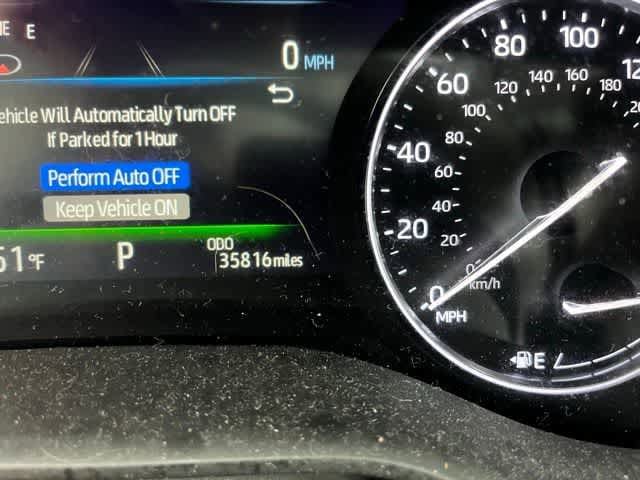 E
0 MPH
Vehicle Will Automatically Turn OFF
If Parked for 1 Hour
Perform Auto OFF
Keep Vehicle ON
51°F
P
ODO
35816 miles
0
20
40
60
80
100
0
20
40
60
80
100
120
140
160
180
km/h
MPH
E